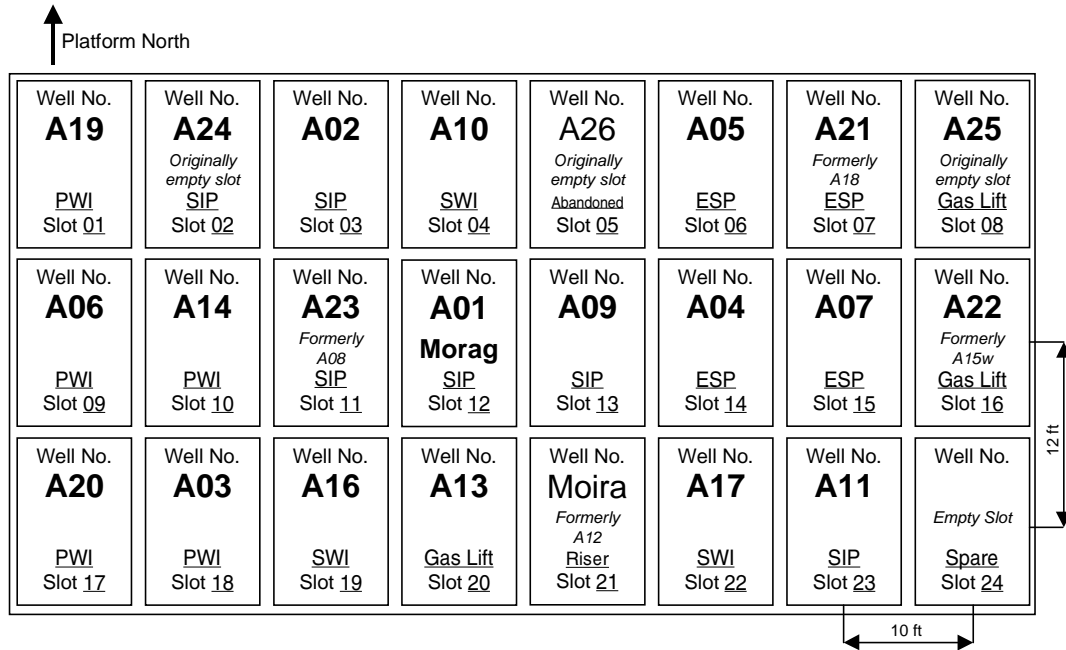 Platform North
Well No.
A19
PWI
Slot 01
Well No.
A24
Originally
empty slot
SIP
Slot 02
Well No.
A02
SIP
Slot 03
Well No.
A10
SWI
Slot 04
Well No.
A26
Originally
empty slot
Abandoned
Slot 05
Well No.
A05
ESP
Slot 06
Well No.
A21
Formerly
A18
ESP
Slot 07
Well No.
A25
Originally
empty slot
Gas Lift
Slot 08
Well No.
A06
PWI
Slot 09
Well No.
A14
PWI
Slot 10
Well No.
A23
Formerly
A08
SIP
Slot 11
Well No.
A01
Morag
SIP
Slot 12
Well No.
A09
SIP
Slot 13
Well No.
A04
ESP
Slot 14
Well No.
A07
ESP
Slot 15
Well No.
A22
Formerly
A15w
Gas Lift
Slot 16
12 ft
Well No.
A20
PWI
Slot 17
Well No.
A03
PWI
Slot 18
Well No.
A16
SWI
Slot 19
Well No.
A13
Gas Lift
Slot 20
Well No.
Moira
Formerly
A12
Riser
Slot 21
Well No.
A17
SWI
Slot 22
Well No.
A11
SIP
Slot 23
Well No.
Empty Slot
Spare
Slot 24
10 ft